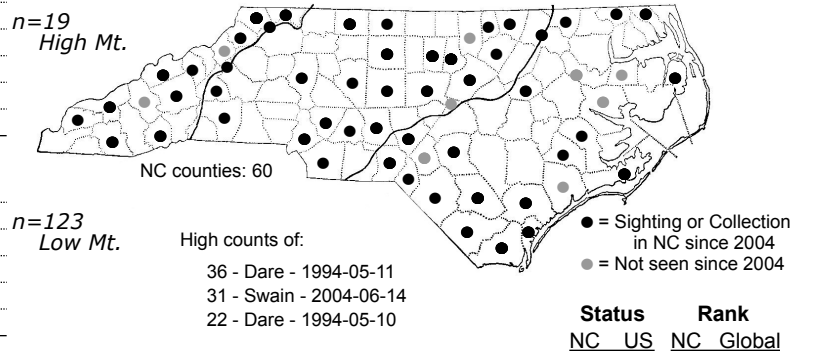 n=19
High Mt.
NC counties: 60
n=123
Low Mt.
High counts of:
36 - Dare - 1994-05-11
31 - Swain - 2004-06-14
22 - Dare - 1994-05-10
= Sighting or Collection
in NC since 2004
= Not seen since 2004
Status Rank
NC US NC Global